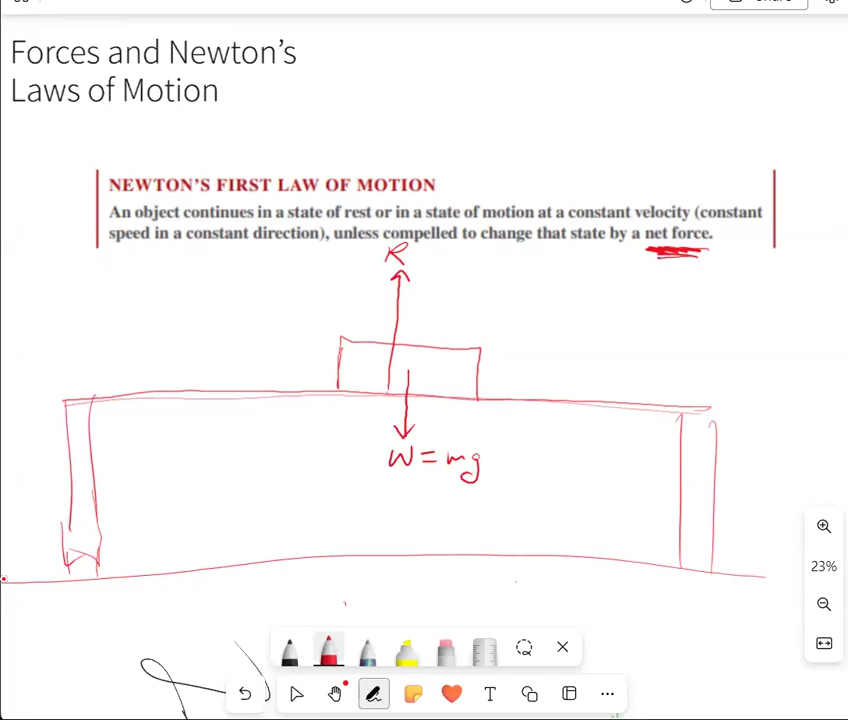 Forces and Newton's
Laws of Motion
NEWTON'S FIRST LAW OF MOTION
An object continues in a state of rest or in a state of motion at a constant velocity (constant
speed in a constant direction), unless compelled to change that state by a net force.
R
W = mg
23%